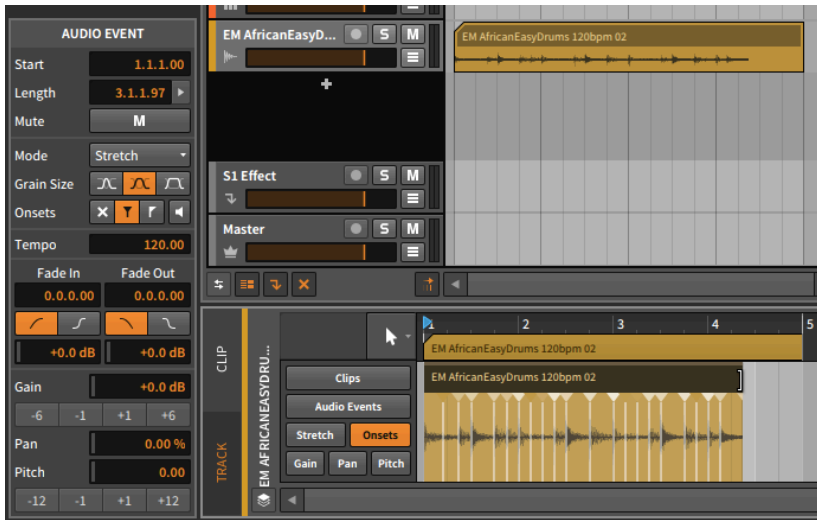 AUDIO EVENT
Start 1.1.1.00
Length 3.1.1.97
Mute M
Mode Stretch
Grain Size
Onsets
Tempo 120.00
Fade In Fade Out
0.0.0.00 0.0.0.00
+0.0 dB +0.0 dB
Gain +0.0 dB
-6 -1 +1 +6
Pan 0.00 %
Pitch 0.00
-12 -1 +1 +12
EM AfricanEasyD... S M
EM AfricanEasyDrums 120bpm 02
S1 Effect S M
Master S M
CLIP
TRACK
EM AFRICANEASYDRU...
Clips
Audio Events
Stretch Onsets
Gain Pan Pitch
1 2 3 4 5
EM AfricanEasyDrums 120bpm 02
EM AfricanEasyDrums 120bpm 02